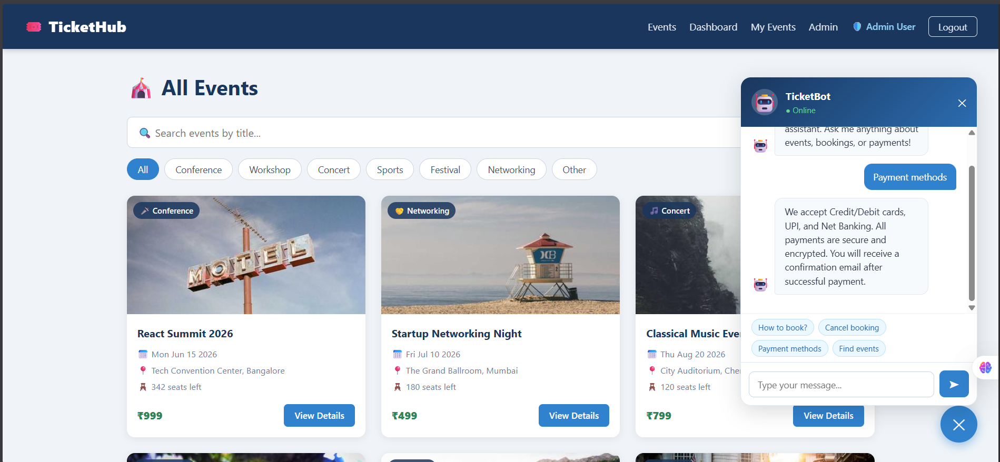 TicketHub
Events
Dashboard
My Events
Admin
Admin User
Logout
All Events
Search events by title...
All
Conference
Workshop
Concert
Sports
Festival
Networking
Other
Conference
MOTEL
React Summit 2026
Mon Jun 15 2026
Tech Convention Center, Bangalore
342 seats left
₹999
View Details
Networking
2
Startup Networking Night
Fri Jul 10 2026
The Grand Ballroom, Mumbai
180 seats left
₹499
View Details
Concert
Classical Music Eve
Thu Aug 20 2026
City Auditorium, Che
120 seats left
₹799
View Details
TicketBot
Online
assistant. Ask me anything about
events, bookings, or payments!
Payment methods
We accept Credit/Debit cards,
UPI, and Net Banking. All
payments are secure and
encrypted. You will receive a
confirmation email after
successful payment.
How to book?
Cancel booking
Payment methods
Find events
Type your message...